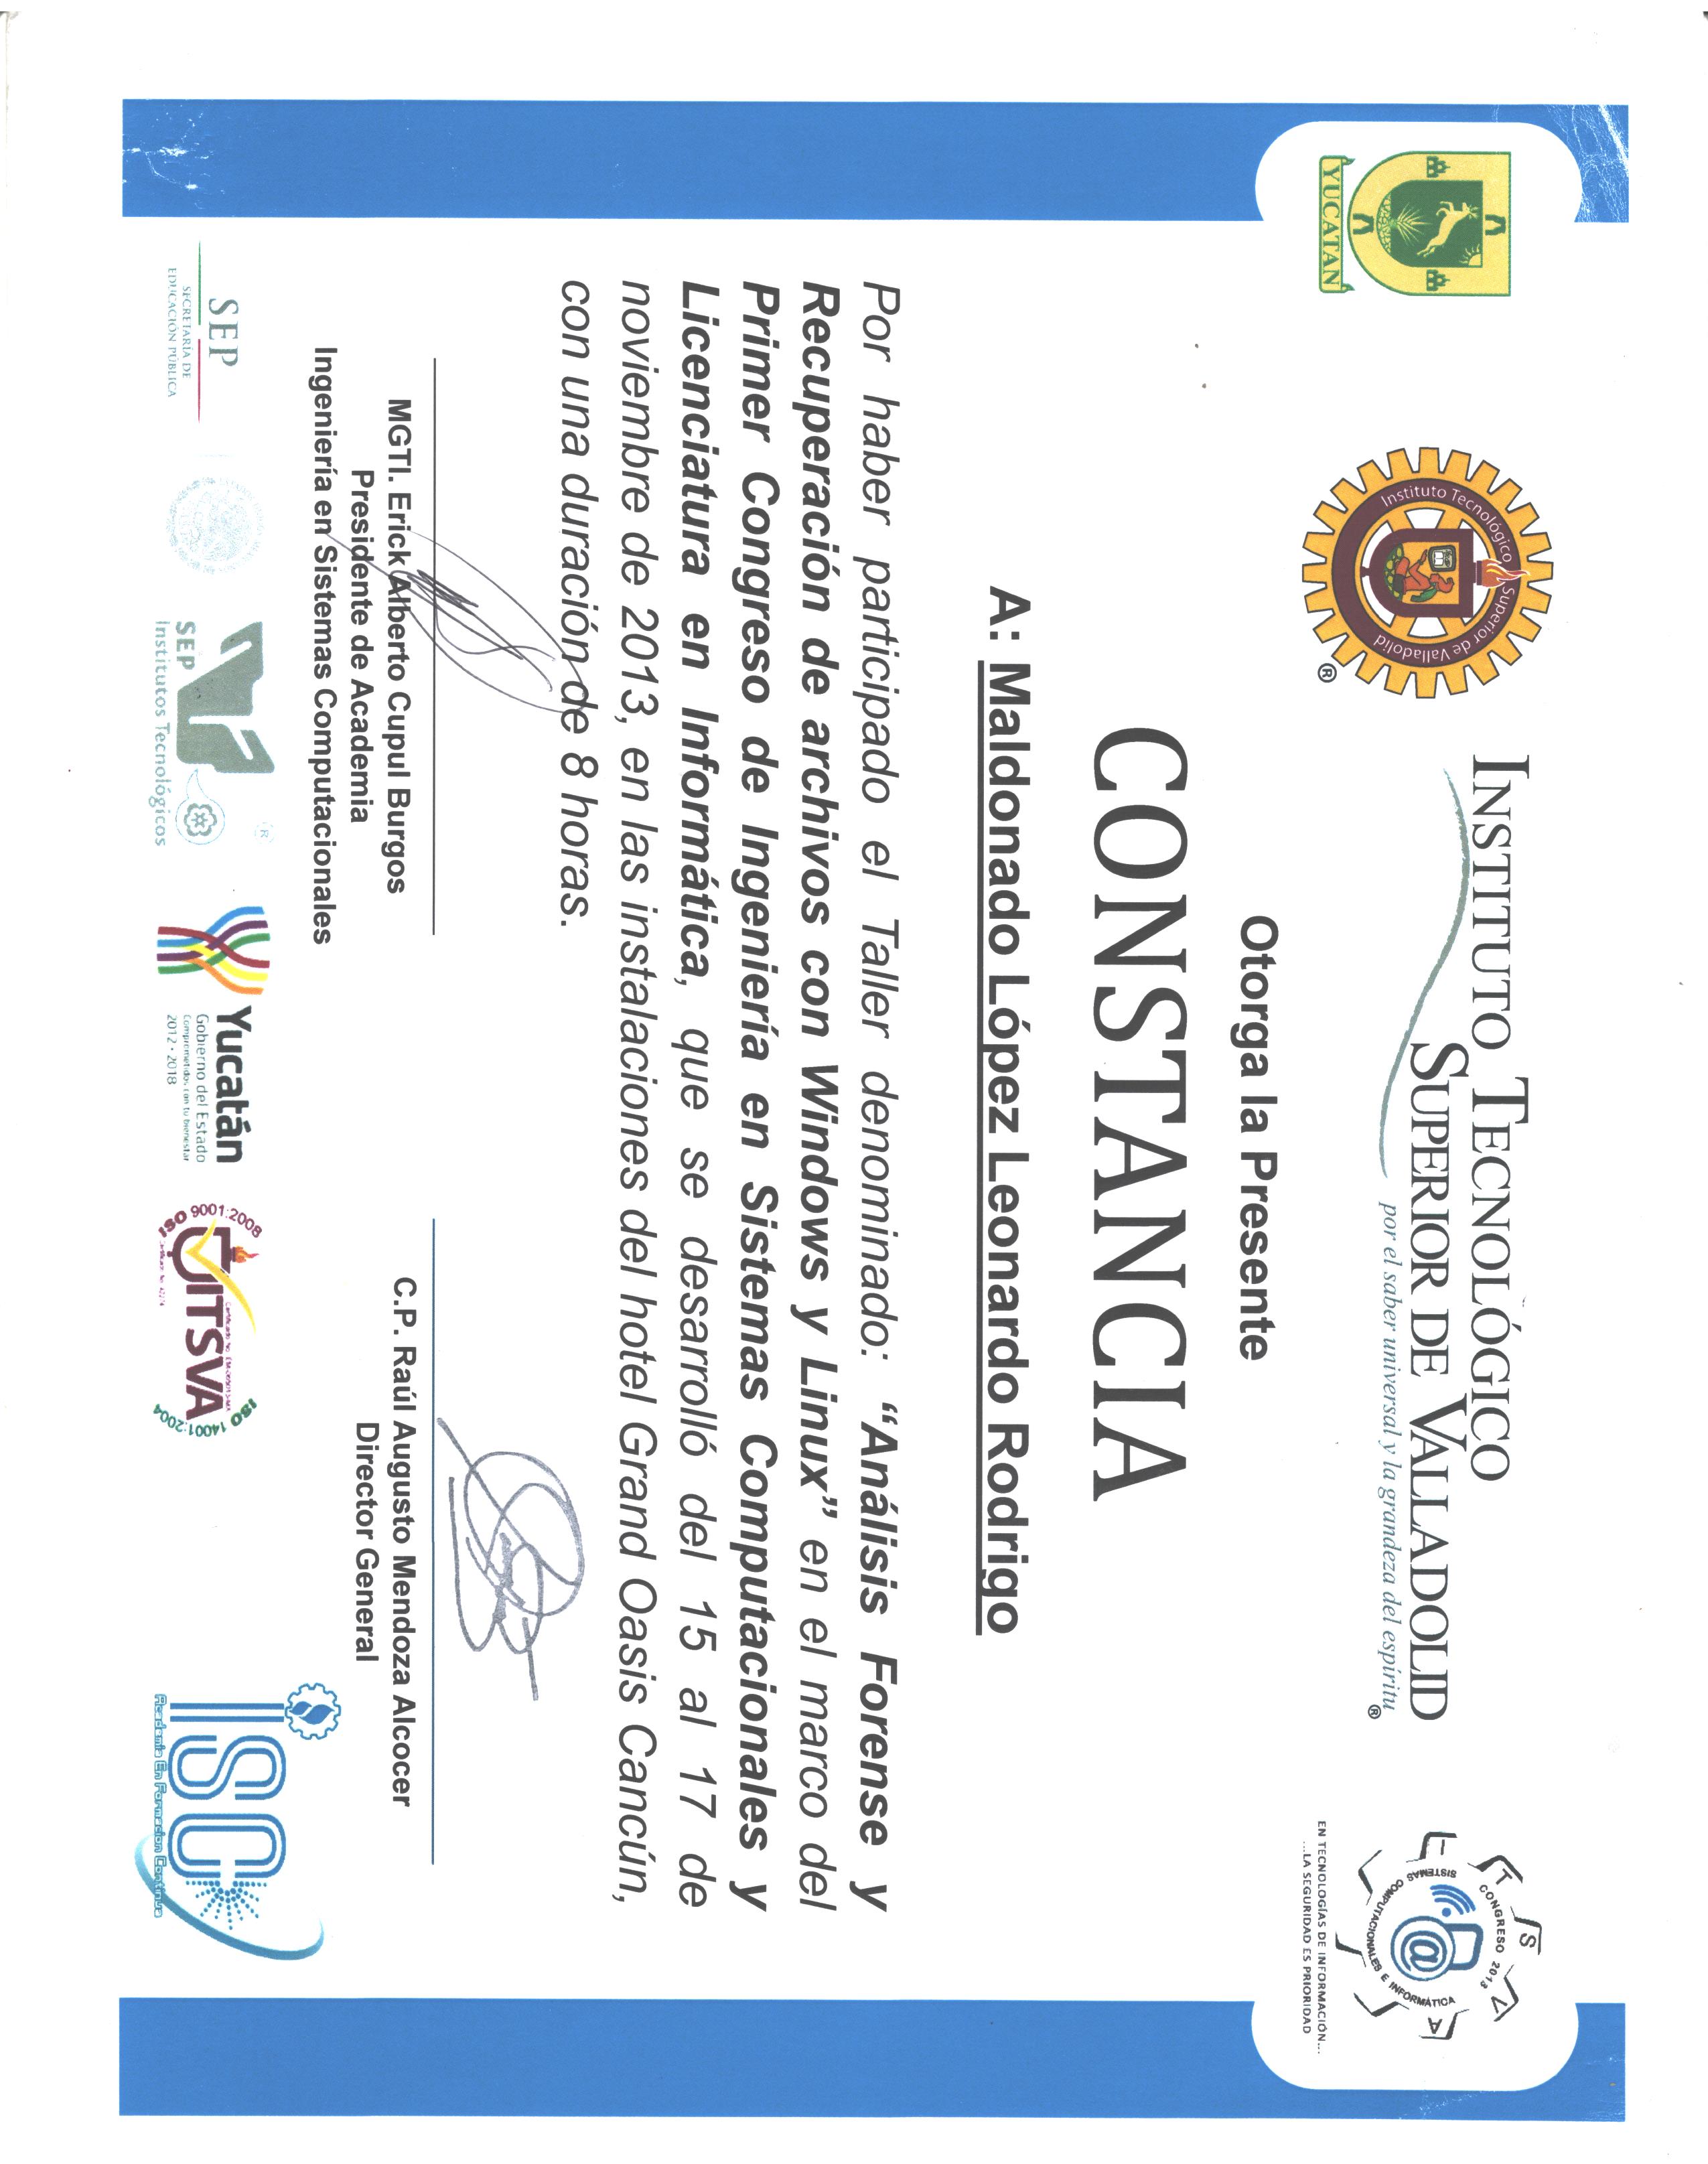 YUCATAN
Instituto Tecnológico Superior de Valladolid
®
INSTITUTO TECNOLÓGICO
SUPERIOR DE VALLADOLID
por el saber universal y la grandeza del espíritu
®
I T S V A
CONGRESO 2013
SISTEMAS COMPUTACIONALES E INFORMATICA
@
EN TECNOLOGÍAS DE INFORMACIÓN...
...LA SEGURIDAD ES PRIORIDAD
Otorga la Presente
CONSTANCIA
A: Maldonado López Leonardo Rodrigo
Por haber participado el Taller denominado: “Análisis Forense y
Recuperación de archivos con Windows y Linux” en el marco del
Primer Congreso de Ingeniería en Sistemas Computacionales y
Licenciatura en Informática, que se desarrolló del 15 al 17 de
noviembre de 2013, en las instalaciones del hotel Grand Oasis Cancún,
con una duración de 8 horas.
MGTI. Erick Alberto Cupul Burgos
Presidente de Academia
Ingeniería en Sistemas Computacionales
C.P. Raúl Augusto Mendoza Alcocer
Director General
SEP
SECRETARÍA DE
EDUCACIÓN PÚBLICA
®
SEP
Institutos Tecnológicos
Yucatán
Gobierno del Estado
Comprometidos con tu bienestar
2012 • 2018
ISO 9001:2008
ITSVA
ISO 14001:2004
ISC
Academia En Formacion Continua